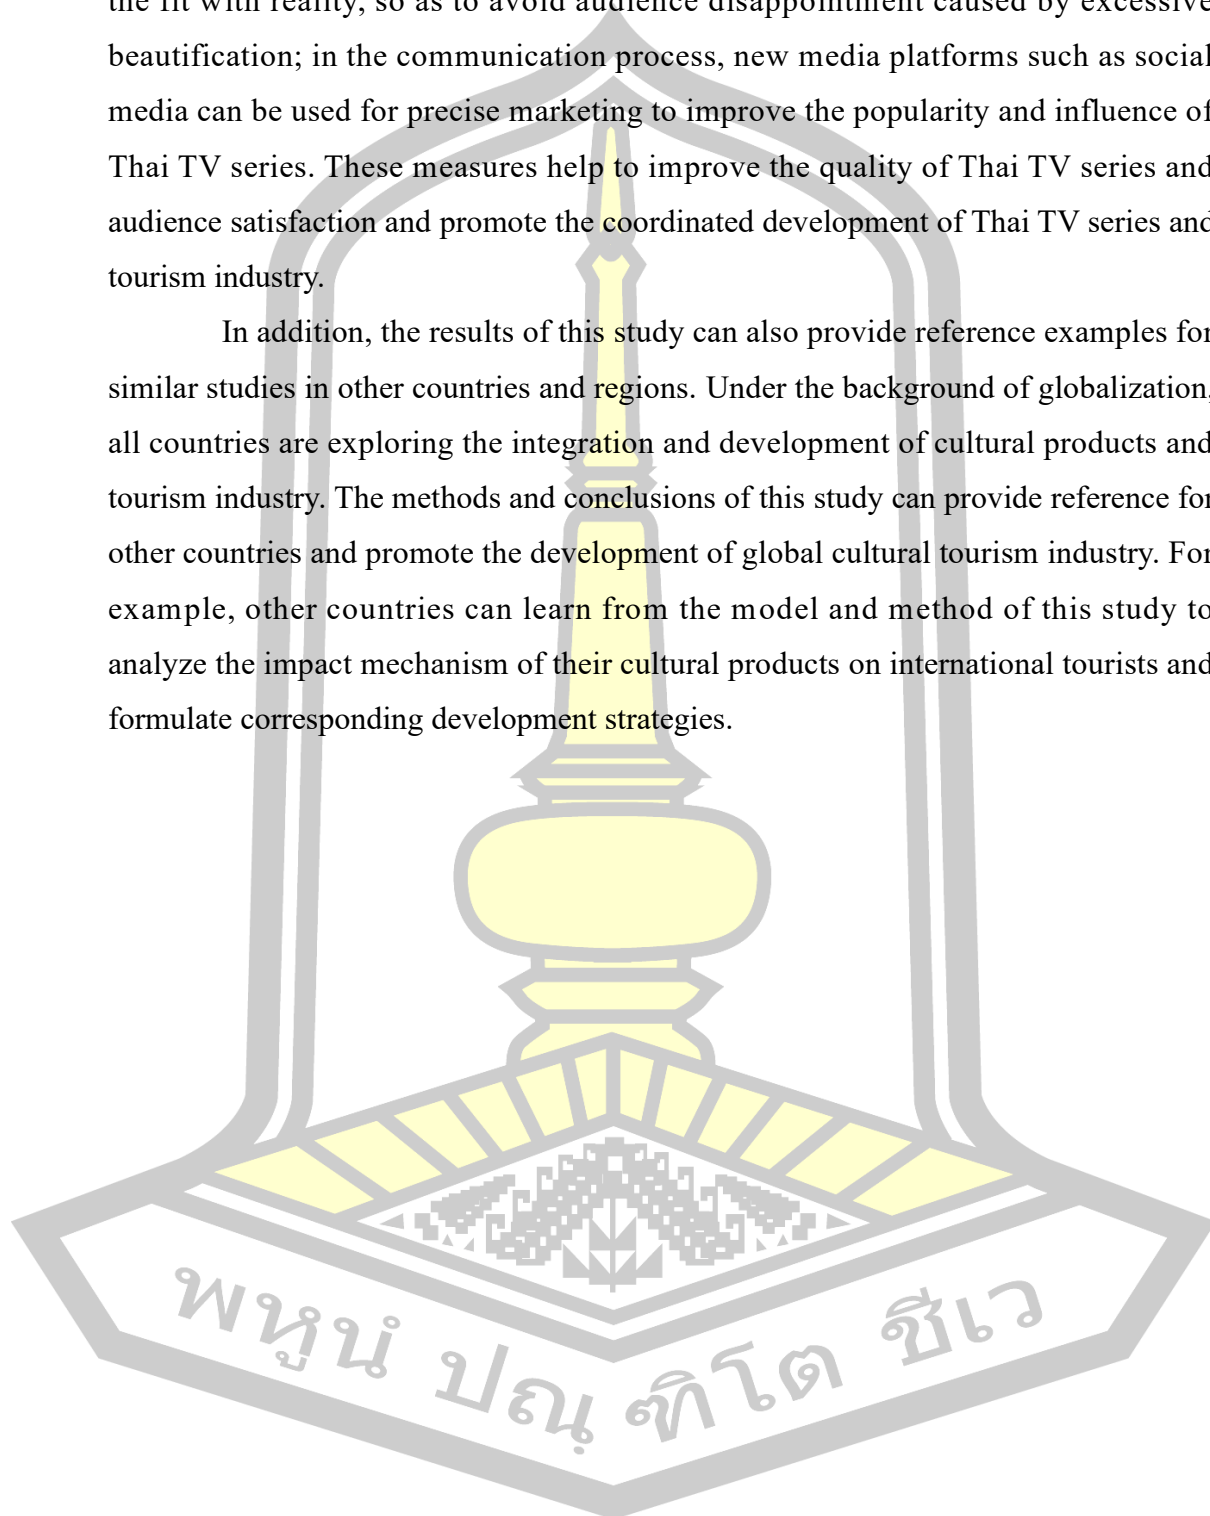 the fit with reality, so as to avoid audience disappointment caused by excessive
beautification; in the communication process, new media platforms such as social
media can be used for precise marketing to improve the popularity and influence of
Thai TV series. These measures help to improve the quality of Thai TV series and
audience satisfaction and promote the coordinated development of Thai TV series and
tourism industry.
In addition, the results of this study can also provide reference examples for
similar studies in other countries and regions. Under the background of globalization,
all countries are exploring the integration and development of cultural products and
tourism industry. The methods and conclusions of this study can provide reference for
other countries and promote the development of global cultural tourism industry. For
example, other countries can learn from the model and method of this study to
analyze the impact mechanism of their cultural products on international tourists and
formulate corresponding development strategies.
พหูนํ ปณฺฑิโต ชีเว